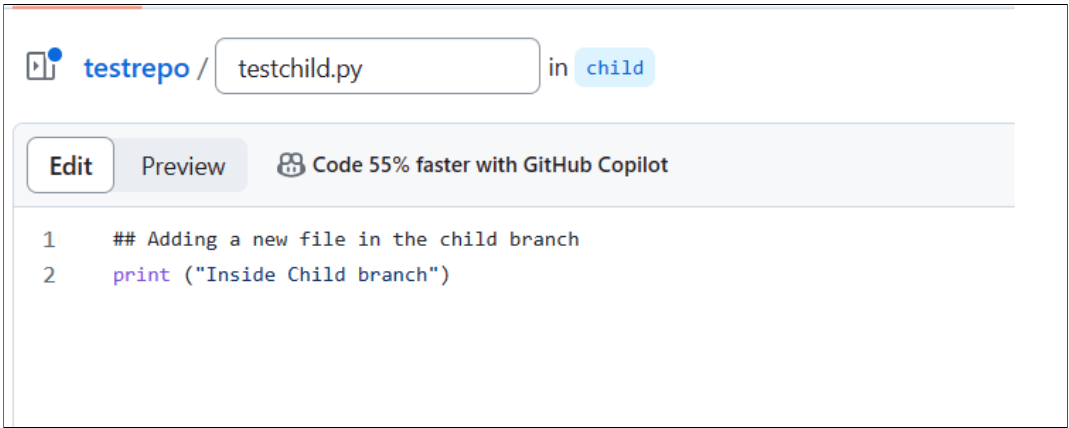 testrepo / testchild.py in child
Edit Preview Code 55% faster with GitHub Copilot
1 ## Adding a new file in the child branch
2 print ("Inside Child branch")